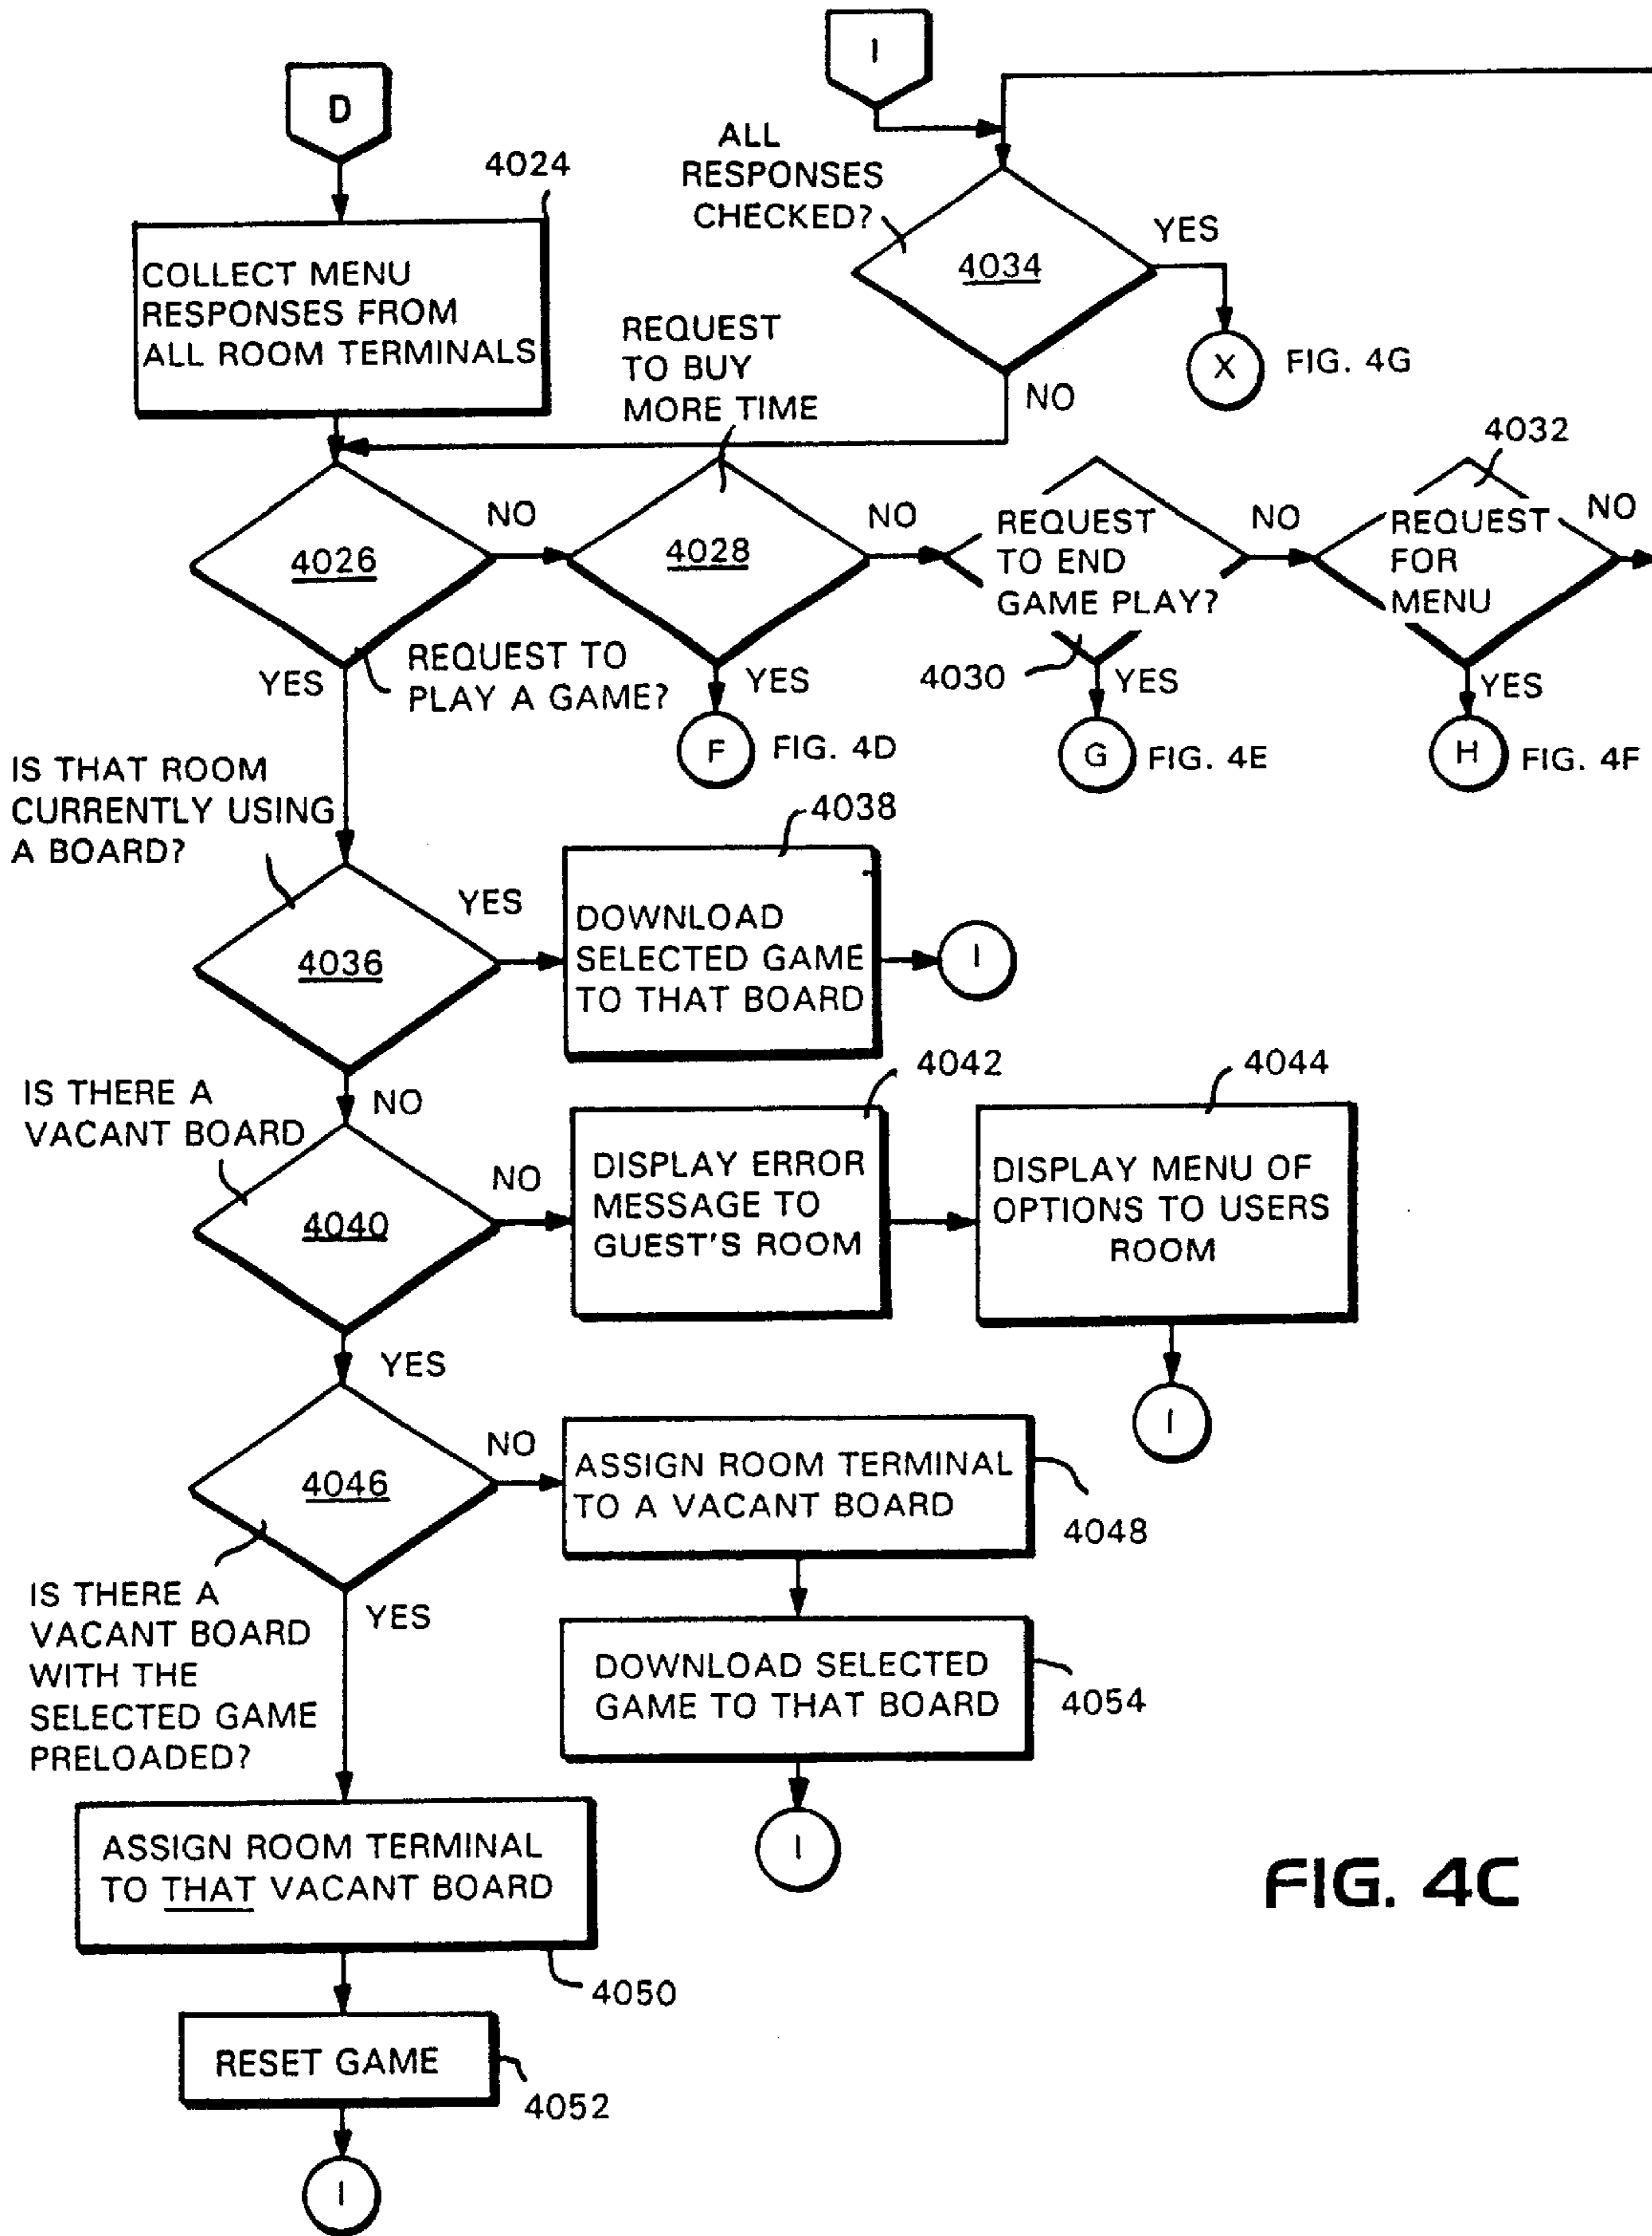 I
D
ALL
RESPONSES
CHECKED?
4024
YES
4034
COLLECT MENU
RESPONSES FROM
ALL ROOM TERMINALS
REQUEST
TO BUY
MORE TIME
X
FIG. 4G
NO
4032
NO
NO
NO
NO
4026
4028
REQUEST
TO END
GAME PLAY?
REQUEST
FOR
MENU
YES
REQUEST TO
PLAY A GAME?
YES
4030
YES
YES
F
FIG. 4D
G
FIG. 4E
H
FIG. 4F
IS THAT ROOM
CURRENTLY USING
A BOARD?
4038
YES
4036
DOWNLOAD
SELECTED GAME
TO THAT BOARD
I
4042
4044
IS THERE A
VACANT BOARD
NO
NO
4040
DISPLAY ERROR
MESSAGE TO
GUEST'S ROOM
DISPLAY MENU OF
OPTIONS TO USERS
ROOM
YES
I
NO
4046
ASSIGN ROOM TERMINAL
TO A VACANT BOARD
4048
IS THERE A
VACANT BOARD
WITH THE
SELECTED GAME
PRELOADED?
YES
DOWNLOAD SELECTED
GAME TO THAT BOARD
4054
I
ASSIGN ROOM TERMINAL
TO THAT VACANT BOARD
4050
FIG. 4C
RESET GAME
4052
I